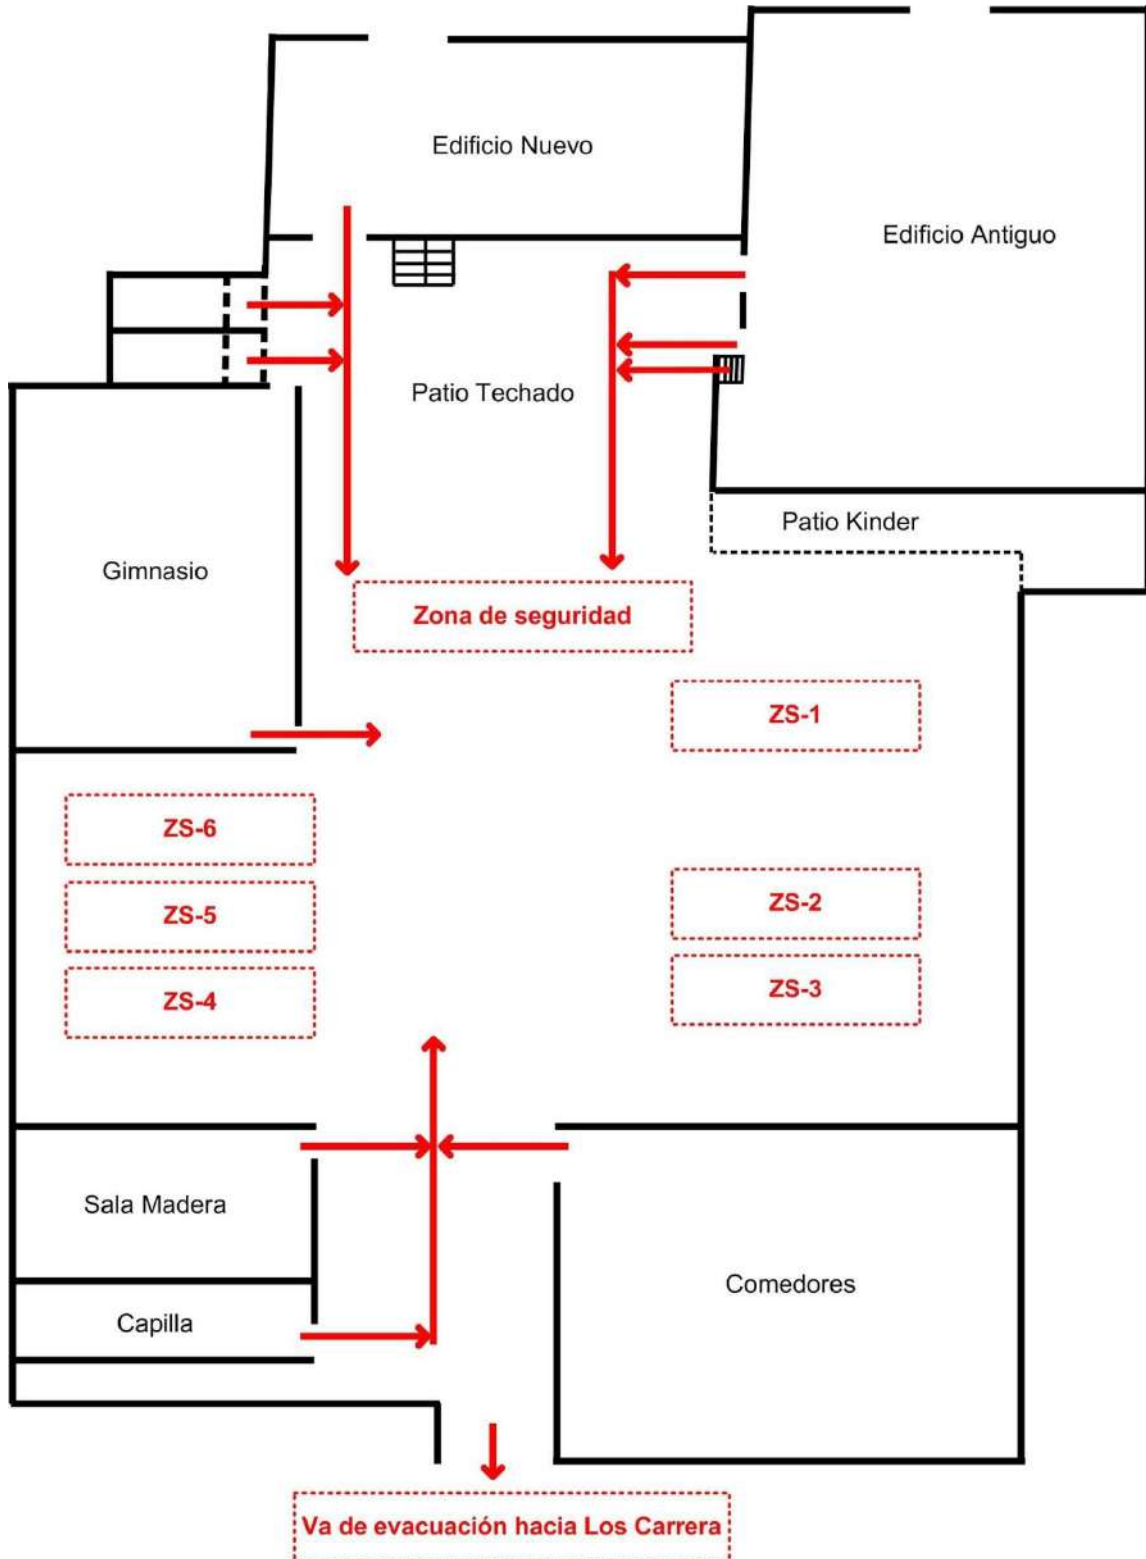 Edificio Nuevo
Edificio Antiguo
Patio Techado
Patio Kinder
Gimnasio
Zona de seguridad
ZS-1
ZS-6
ZS-2
ZS-5
ZS-3
ZS-4
Sala Madera
Comedores
Capilla
Va de evacuación hacia Los Carrera